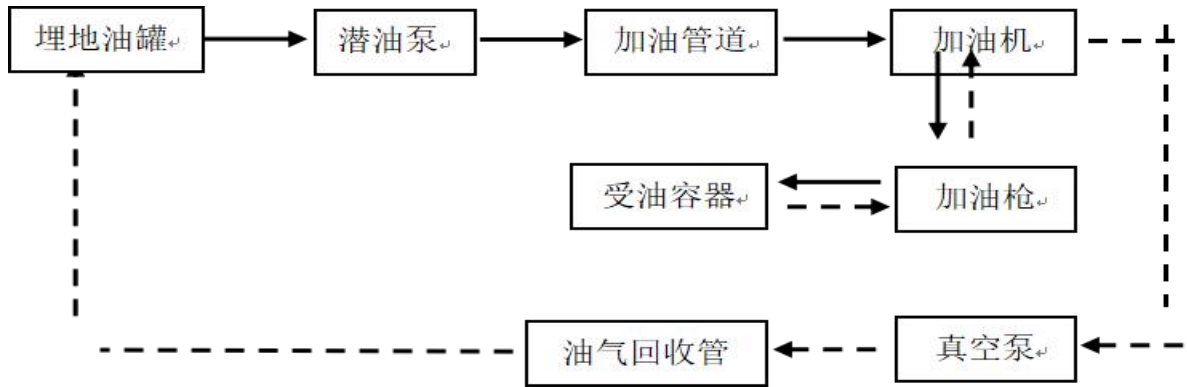 埋地油罐
潜油泵
加油管道
加油机
受油容器
加油枪
油气回收管
真空泵